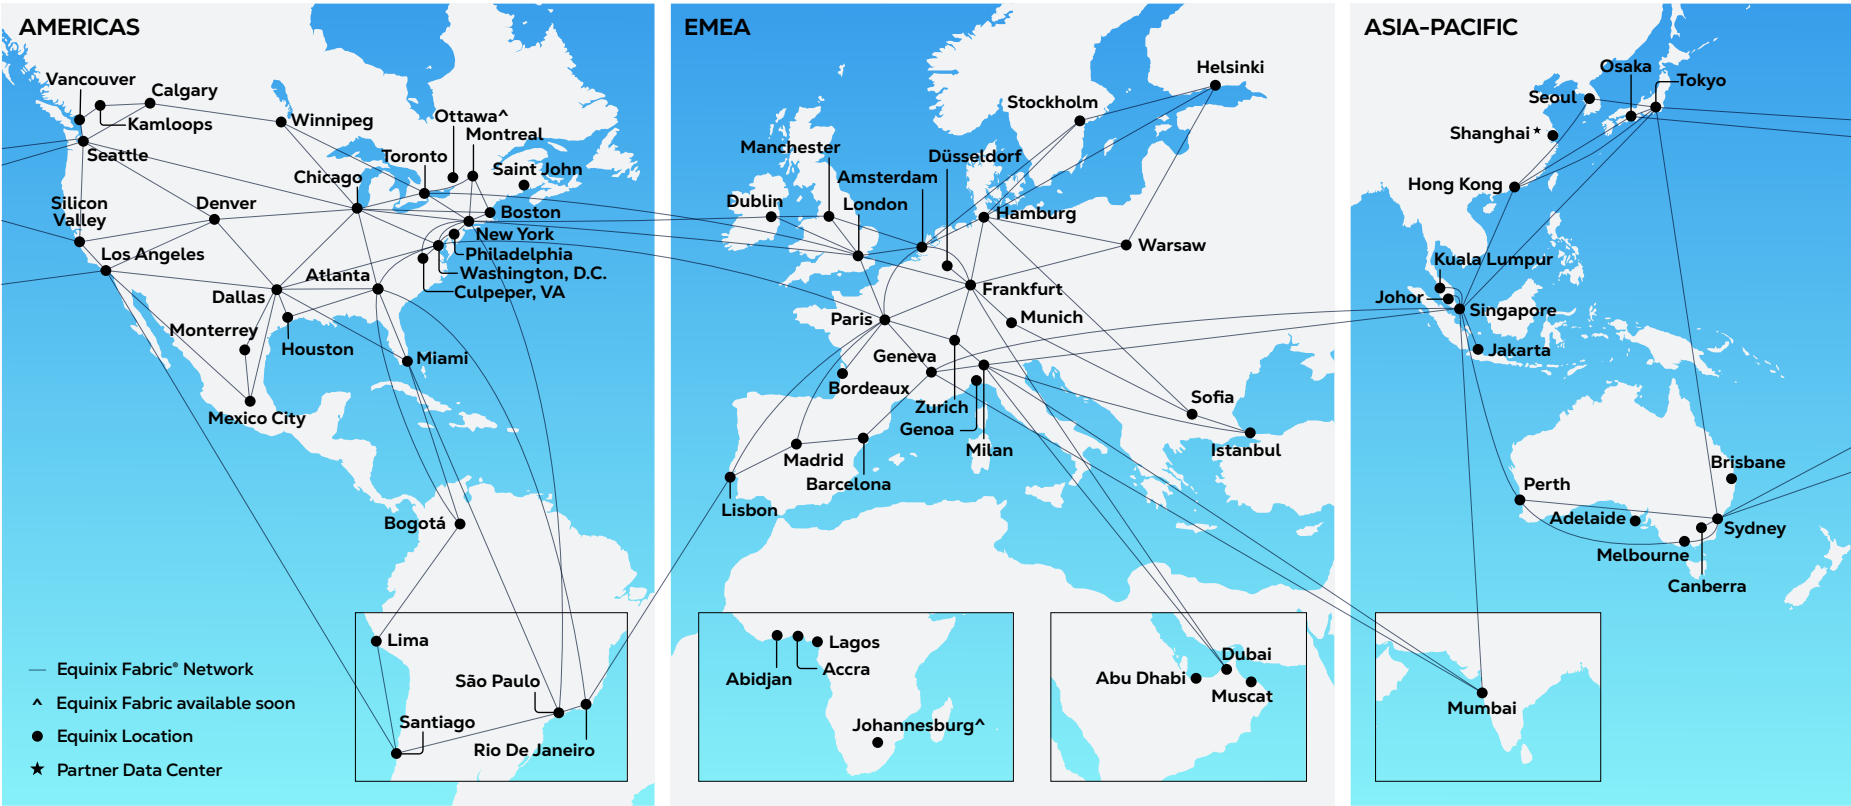 AMERICAS
Vancouver
Calgary
Kamloops
Winnipeg
Ottawa^
Montreal
Seattle
Toronto
Saint John
Chicago
Silicon
Valley
Denver
Boston
New York
Los Angeles
Philadelphia
Washington, D.C.
Atlanta
Culpeper, VA
Dallas
Monterrey
Houston
Miami
Mexico City
Bogotá
Lima
São Paulo
Santiago
Rio De Janeiro
Equinix Fabric® Network
^ Equinix Fabric available soon
Equinix Location
★ Partner Data Center
EMEA
Helsinki
Stockholm
Manchester
Düsseldorf
Amsterdam
Dublin
London
Hamburg
Warsaw
Frankfurt
Paris
Munich
Geneva
Bordeaux
Zurich
Sofia
Genoa
Milan
Istanbul
Madrid
Barcelona
Lisbon
Lagos
Accra
Abidjan
Johannesburg^
Dubai
Abu Dhabi
Muscat
ASIA-PACIFIC
Osaka
Tokyo
Seoul
Shanghai★
Hong Kong
Kuala Lumpur
Johor
Singapore
Jakarta
Brisbane
Perth
Adelaide
Sydney
Melbourne
Canberra
Mumbai